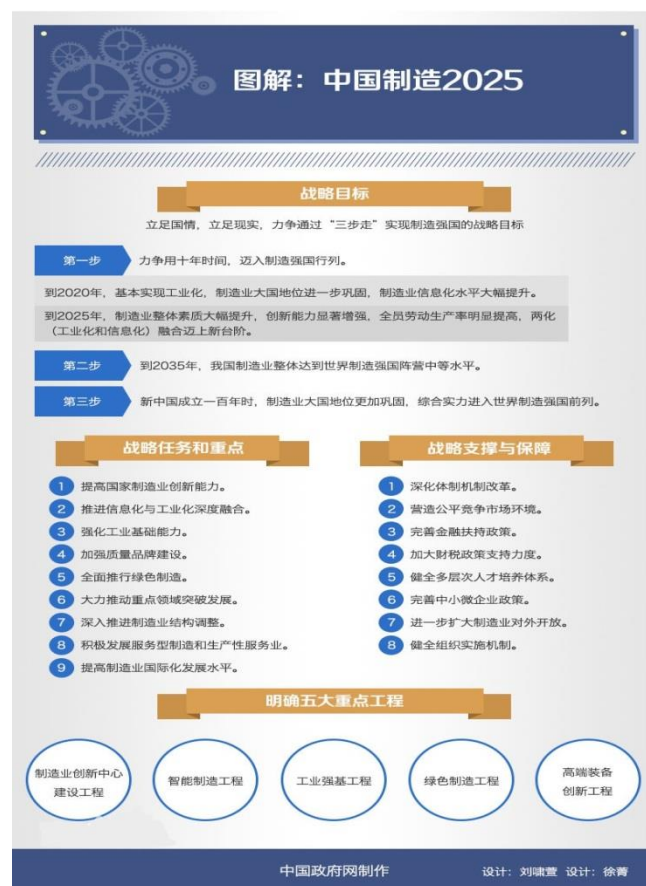 图解：中国制造2025
战略目标
立足国情，立足现实，力争通过“三步走”实现制造强国的战略目标
第一步
力争用十年时间，迈入制造强国行列。
到2020年，基本实现工业化，制造业大国地位进一步巩固，制造业信息化水平大幅提升。
到2025年，制造业整体素质大幅提升，创新能力显著增强，全员劳动生产率明显提高，两化
（工业化和信息化）融合迈上新台阶。
第二步
到2035年，我国制造业整体达到世界制造强国阵营中等水平。
第三步
新中国成立一百年时，制造业大国地位更加巩固，综合实力进入世界制造强国前列。
战略任务和重点
1 提高国家制造业创新能力。
2 推进信息化与工业化深度融合。
3 强化工业基础能力。
4 加强质量品牌建设。
5 全面推行绿色制造。
6 大力推动重点领域突破发展。
7 深入推进制造业结构调整。
8 积极发展服务型制造和生产性服务业。
9 提高制造业国际化发展水平。
战略支撑与保障
1 深化体制机制改革。
2 营造公平竞争市场环境。
3 完善金融扶持政策。
4 加大财税政策支持力度。
5 健全多层次人才培养体系。
6 完善中小微企业政策。
7 进一步扩大制造业对外开放。
8 健全组织实施机制。
明确五大重点工程
制造业创新中心
建设工程
智能制造工程
工业强基工程
绿色制造工程
高端装备
创新工程
中国政府网制作
设计：刘啸萱 设计：徐菁